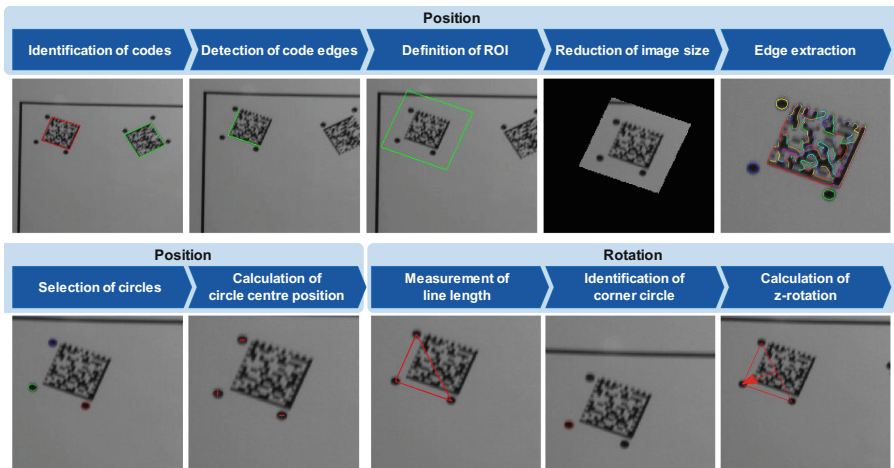 Position
Identification of codes
Detection of code edges
Definition of ROI
Reduction of image size
Edge extraction
Position
Rotation
Selection of circles
Calculation of
circle centre position
Measurement of
line length
Identification of
corner circle
Calculation of
z-rotation